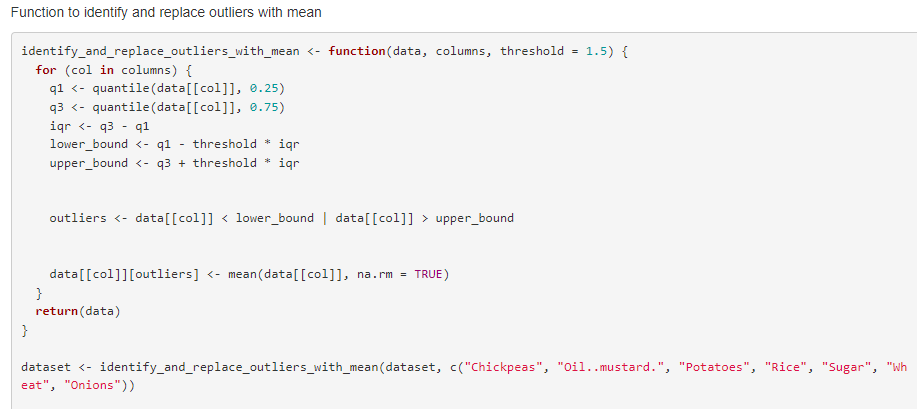 Function to identify and replace outliers with mean
identify_and_replace_outliers_with_mean <- function(data, columns, threshold = 1.5) {
  for (col in columns) {
    q1 <- quantile(data[[col]], 0.25)
    q3 <- quantile(data[[col]], 0.75)
    iqr <- q3 - q1
    lower_bound <- q1 - threshold * iqr
    upper_bound <- q3 + threshold * iqr
    outliers <- data[[col]] < lower_bound | data[[col]] > upper_bound
    data[[col]][outliers] <- mean(data[[col]], na.rm = TRUE)
  }
  return(data)
}
dataset <- identify_and_replace_outliers_with_mean(dataset, c("Chickpeas", "Oil..mustard.", "Potatoes", "Rice", "Sugar", "Wh
eat", "Onions"))